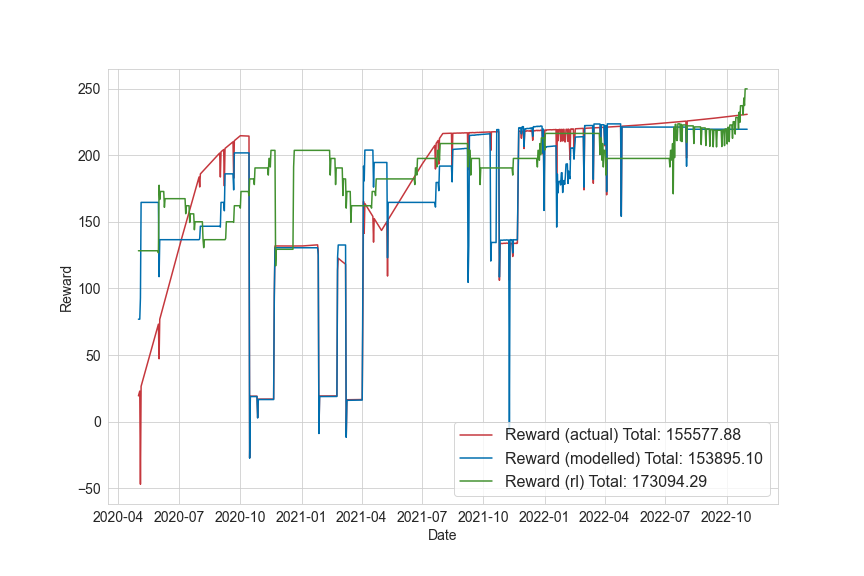 250
200
150
100
50
0
−50
Reward
2020-04 2020-07 2020-10 2021-01 2021-04 2021-07 2021-10 2022-01 2022-04 2022-07 2022-10
Date
Reward (actual) Total: 155577.88
Reward (modelled) Total: 153895.10
Reward (rl) Total: 173094.29